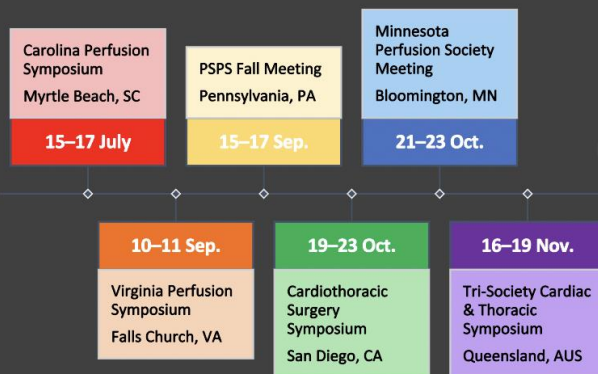 Carolina Perfusion
Symposium
Myrtle Beach, SC
15–17 July
PSPS Fall Meeting
Pennsylvania, PA
15–17 Sep.
Minnesota
Perfusion Society
Meeting
Bloomington, MN
21–23 Oct.
10–11 Sep.
Virginia Perfusion
Symposium
Falls Church, VA
19–23 Oct.
Cardiothoracic
Surgery
Symposium
San Diego, CA
16–19 Nov.
Tri-Society Cardiac
& Thoracic
Symposium
Queensland, AUS